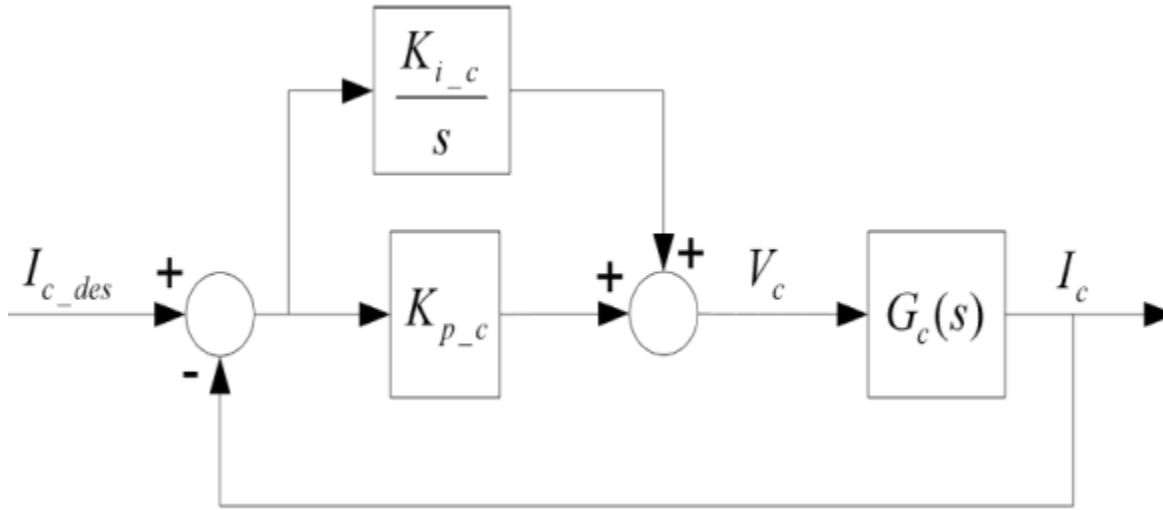 K_{i_c}
s
I_{c_des}
+
-
K_{p_c}
+
+
V_c
G_c(s)
I_c